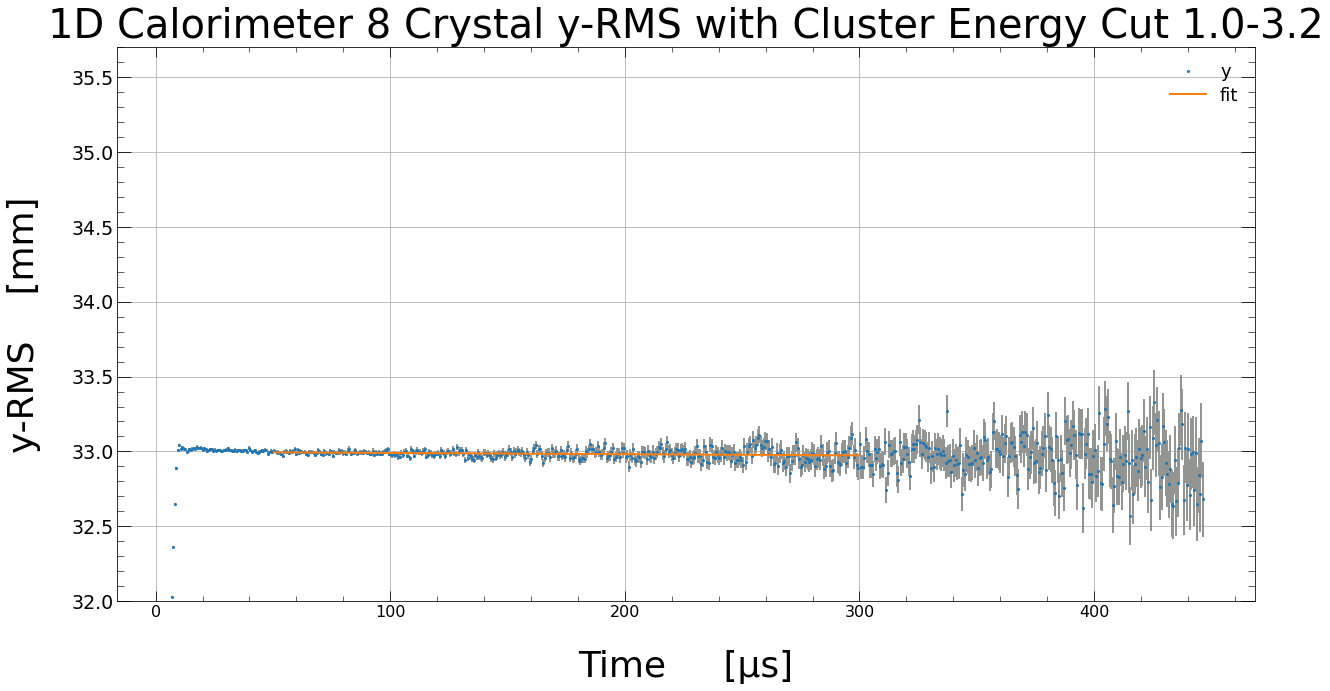 1D Calorimeter 8 Crystal y-RMS with Cluster Energy Cut 1.0-3.2
y
fit
35.5
35.0
34.5
34.0
33.5
33.0
32.5
32.0
y-RMS [mm]
0 100 200 300 400
Time [μs]